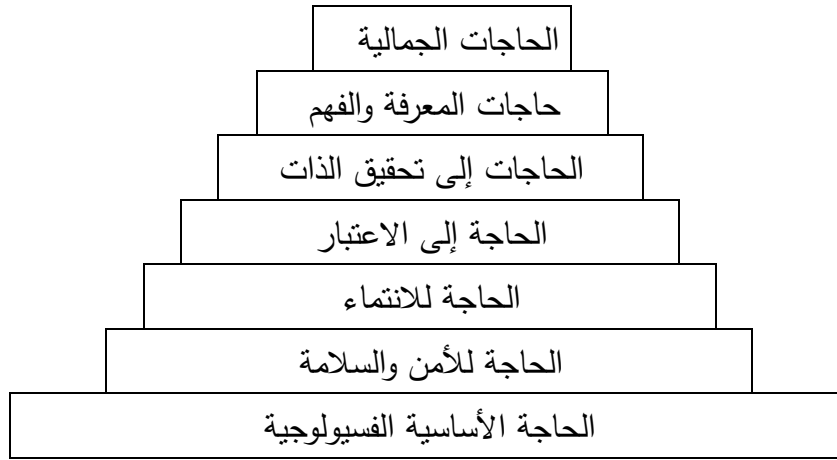 الحاجات الجمالية
حاجات المعرفة والفهم
الحاجات إلى تحقيق الذات
الحاجة إلى الاعتبار
الحاجة للانتماء
الحاجة للأمن والسلامة
الحاجة الأساسية الفسيولوجية